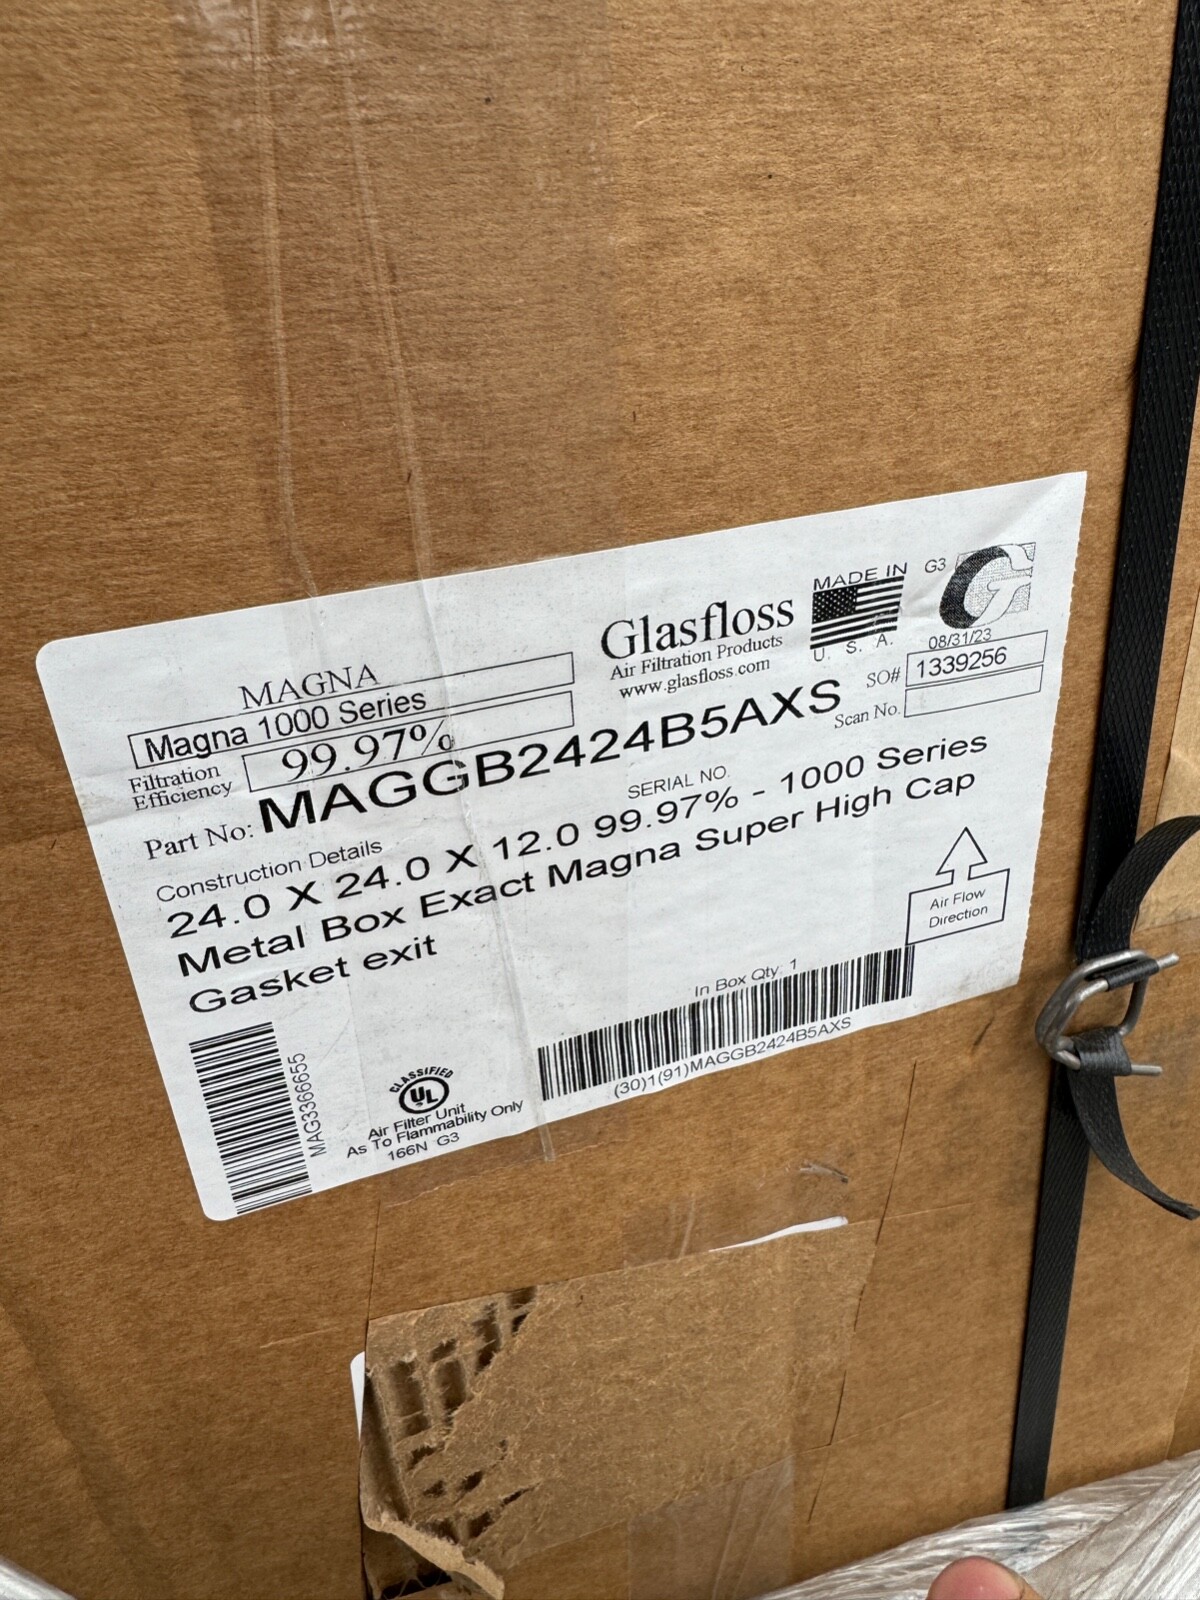 MAGNA
Magna 1000 Series
Filtration Efficiency
99.97%
Glasfloss
Air Filtration Products
www.glasfloss.com
MADE IN
U. S. A.
G3
08/31/23
SO# 1339256
Scan No.
Part No: MAGGB2424B5AXS
SERIAL NO.
Construction Details
24.0 X 24.0 X 12.0 99.97% - 1000 Series
Metal Box Exact Magna Super High Cap
Gasket exit
Air Flow
Direction
In Box Qty: 1
(30)1(91)MAGGB2424B5AXS
MAG3366655
CLASSIFIED
UL
Air Filter Unit
As To Flammability Only
166N G3